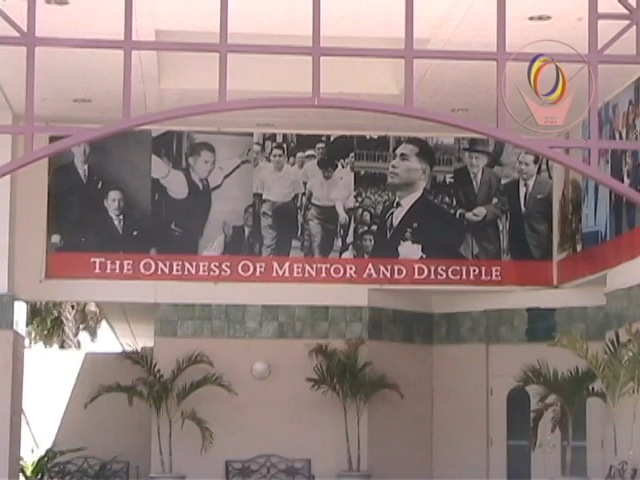 THE ONENESS OF MENTOR AND DISCIPLE